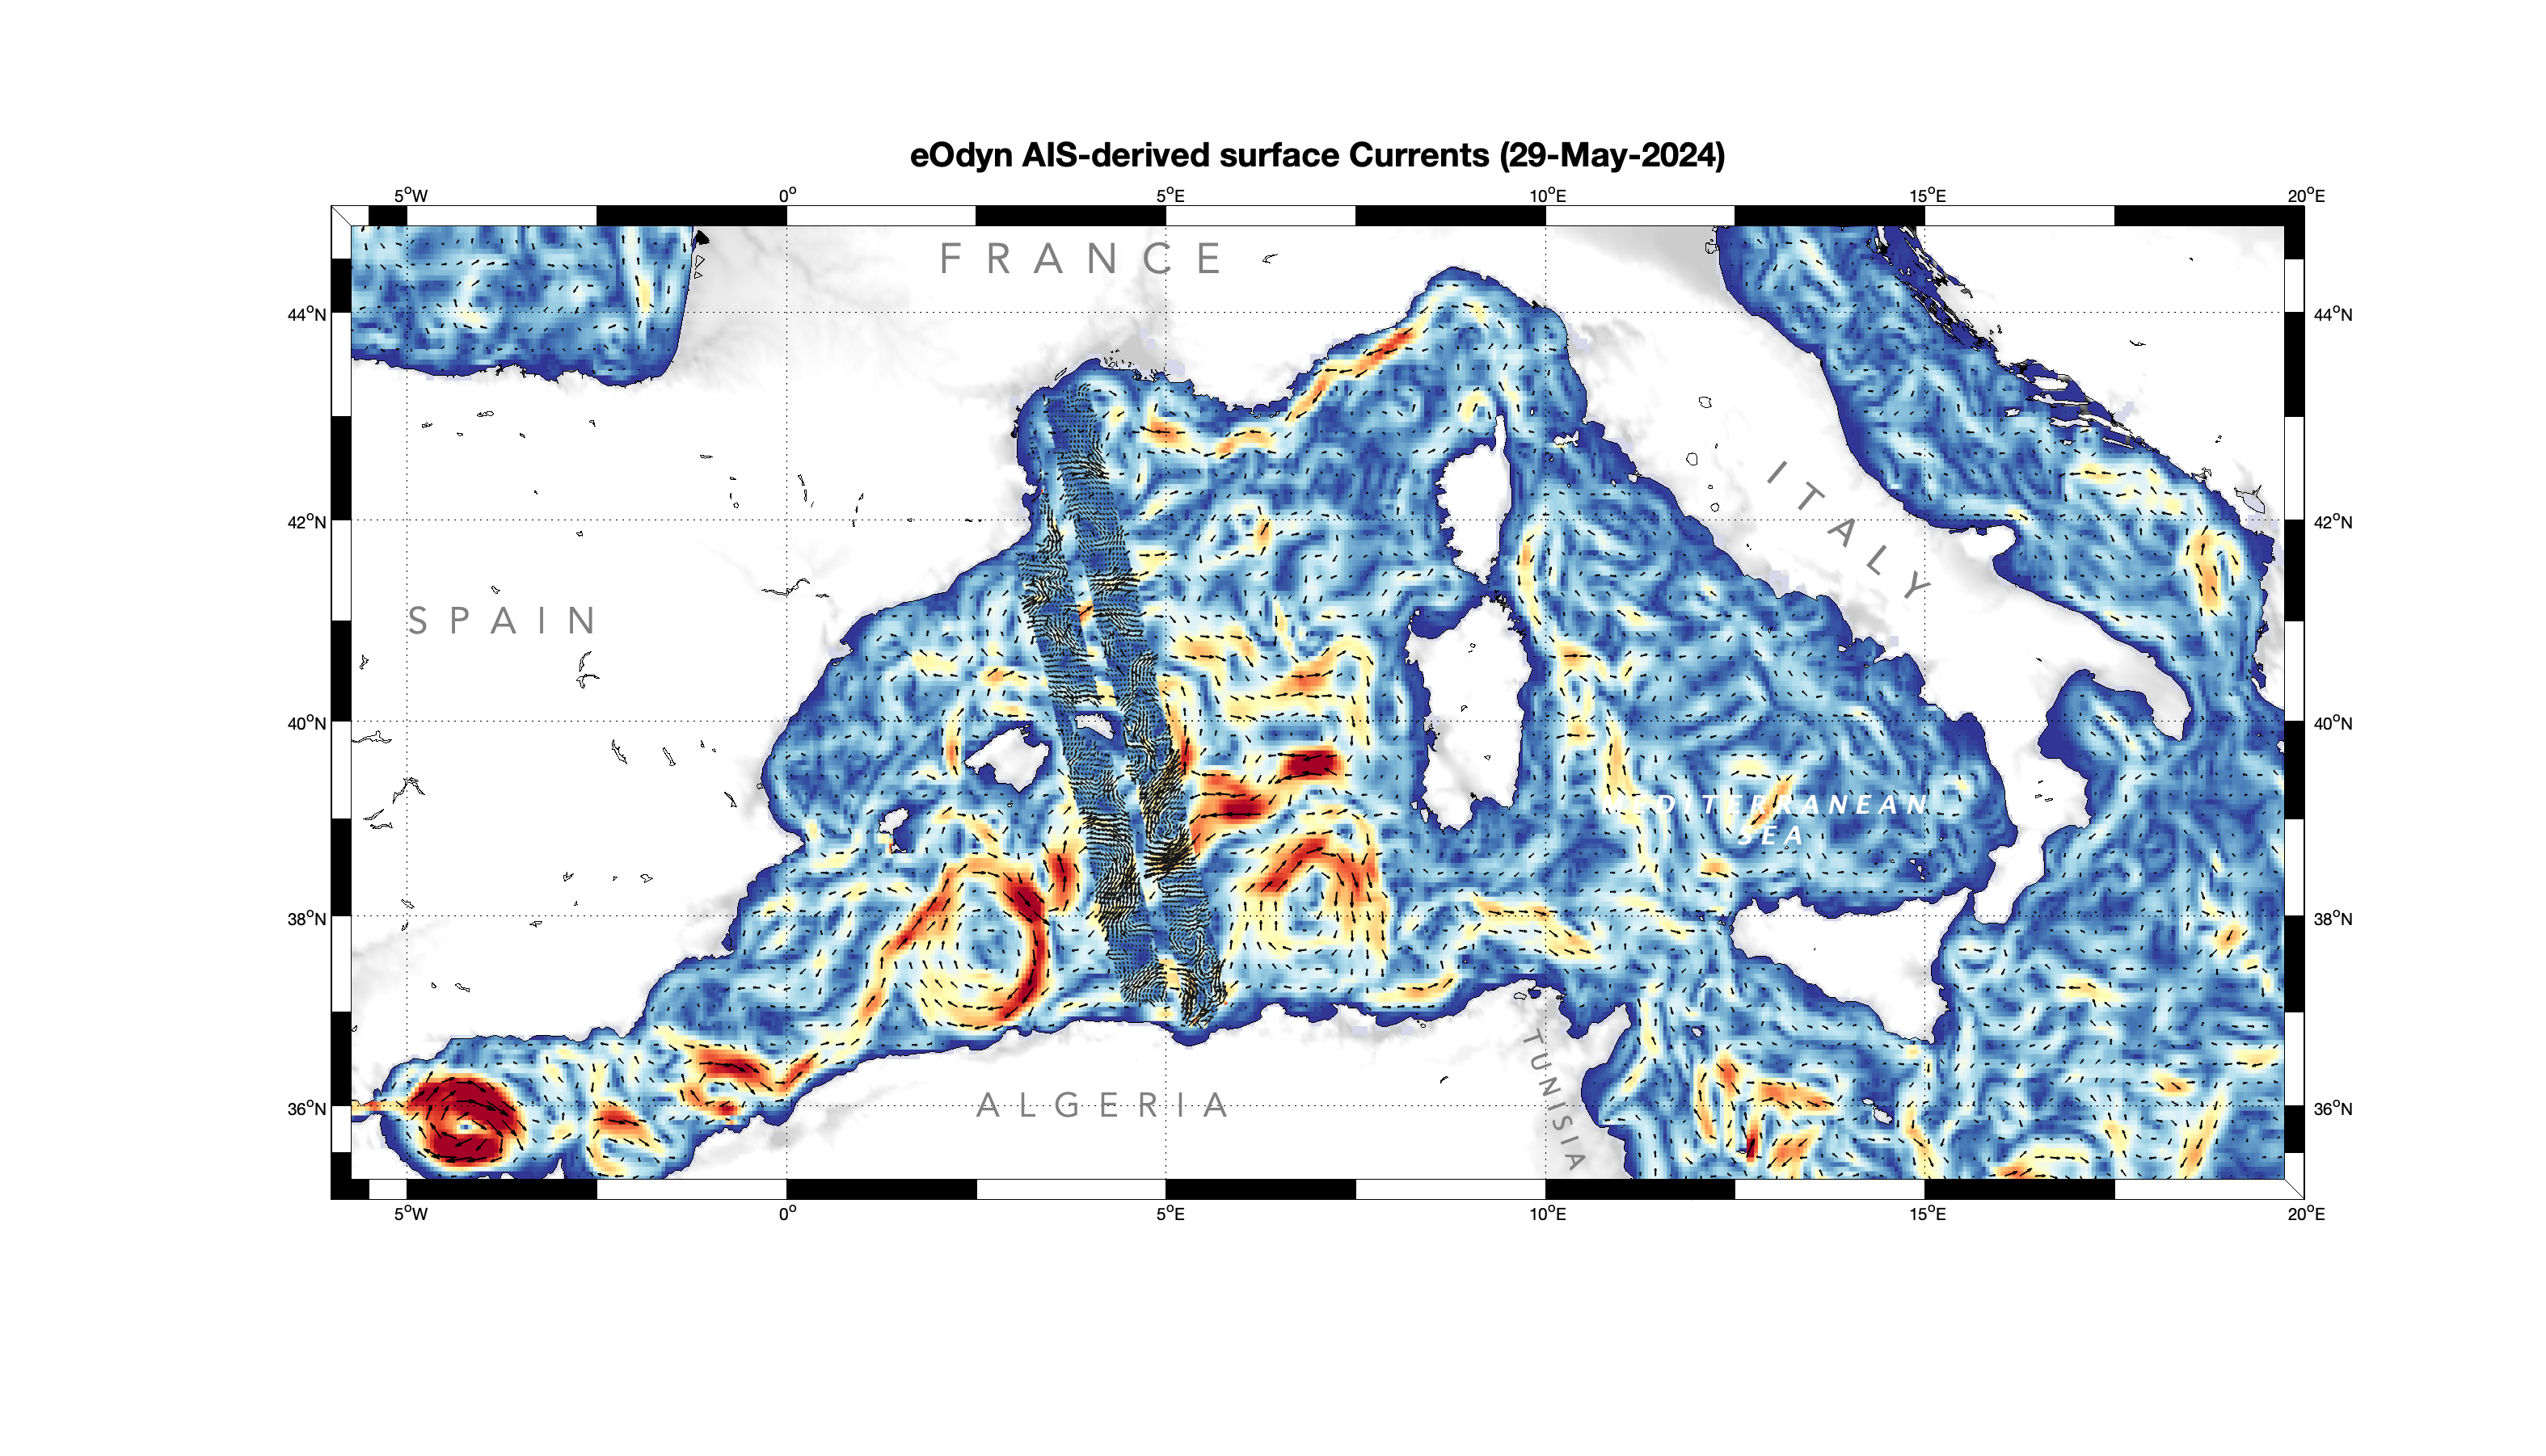 eOdyn AIS-derived surface Currents (29-May-2024)
5°W 0° 5°E 10°E 15°E 20°E
FRANCE
44°N 44°N
ITALY
42°N 42°N
SPAIN
40°N 40°N
MEDITERRANEAN
SEA
38°N 38°N
TUNISIA
ALGERIA
36°N 36°N
5°W 0° 5°E 10°E 15°E 20°E